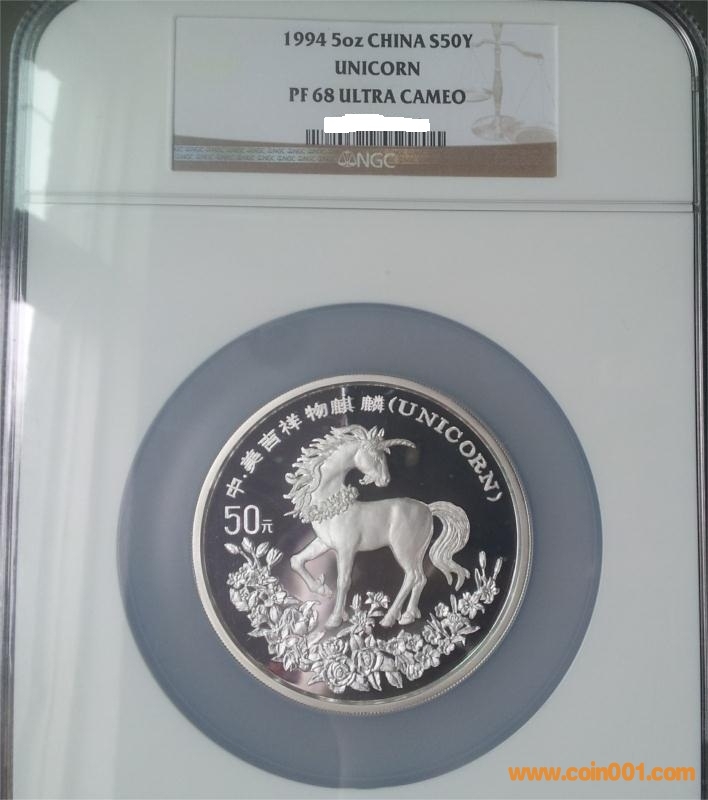 1994 5oz CHINA S50Y
UNICORN
PF 68 ULTRA CAMEO
NGC
中·美吉祥物麒麟(UNICORN)
50元
www.coin001.com